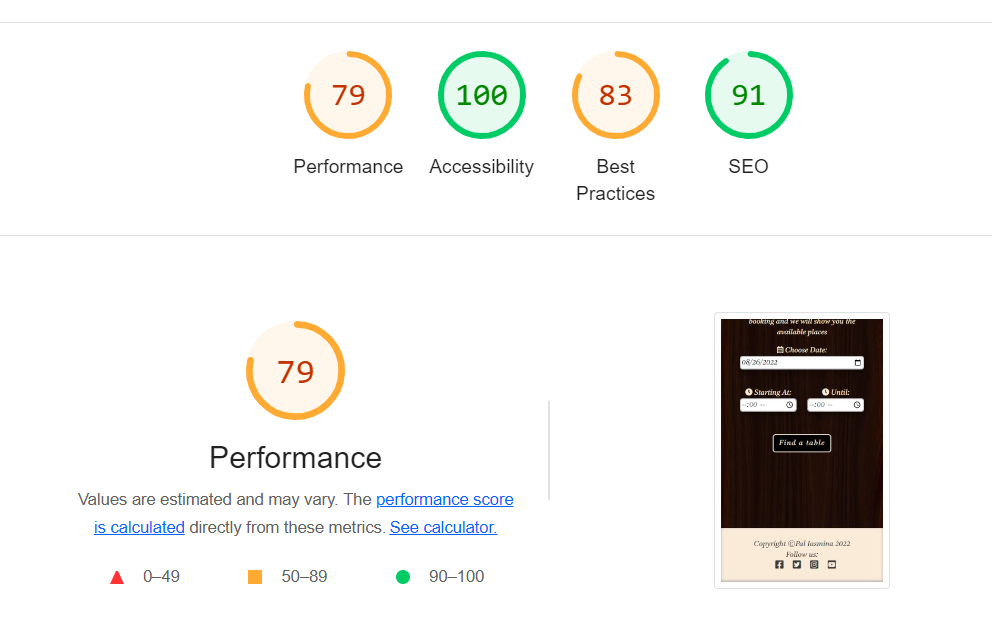 79
100
83
91
Performance
Accessibility
Best
Practices
SEO
79
Performance
Values are estimated and may vary. The performance score
is calculated directly from these metrics. See calculator.
0–49
50–89
90–100
booking and we will show you the
available places
Choose Date:
08/26/2022
Starting At:
Until:
--:00 --
--:00 --
Find a table
Copyright ©Pal Iasmina 2022
Follow us: